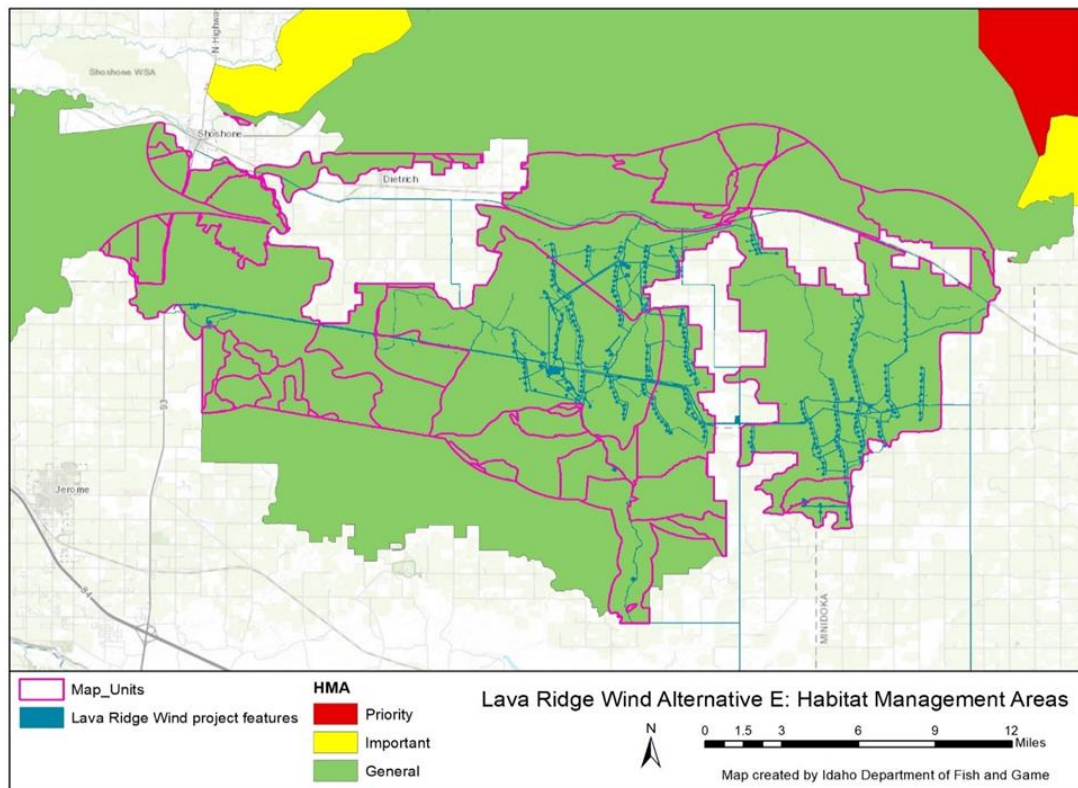 N Highway
Shoshone WSA
Shoshone
Dietrich
93
Jerome
84
MINIDOKA
Map_Units
Lava Ridge Wind project features
HMA
Priority
Important
General
Lava Ridge Wind Alternative E: Habitat Management Areas
N
0 1.5 3 6 9 12
Miles
Map created by Idaho Department of Fish and Game